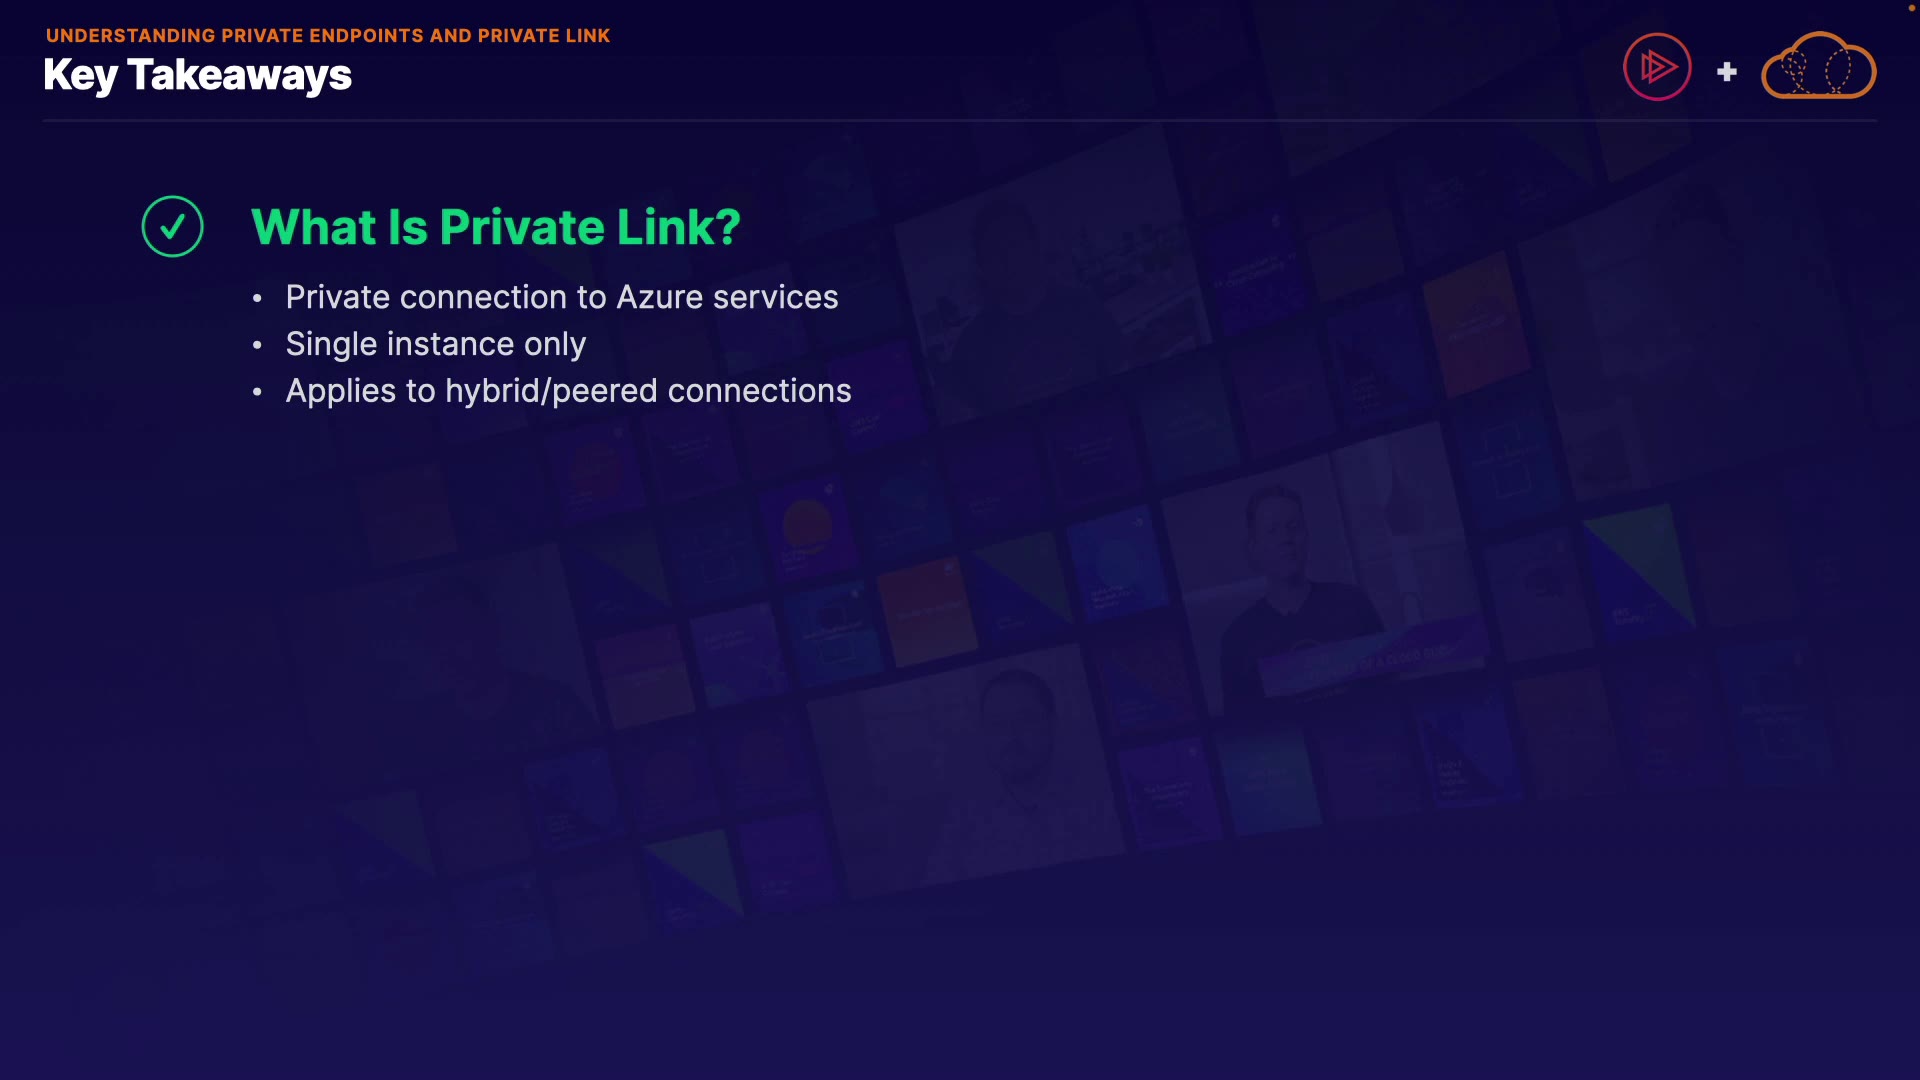 UNDERSTANDING PRIVATE ENDPOINTS AND PRIVATE LINK
Key Takeaways
What Is Private Link?
• Private connection to Azure services
• Single instance only
• Applies to hybrid/peered connections